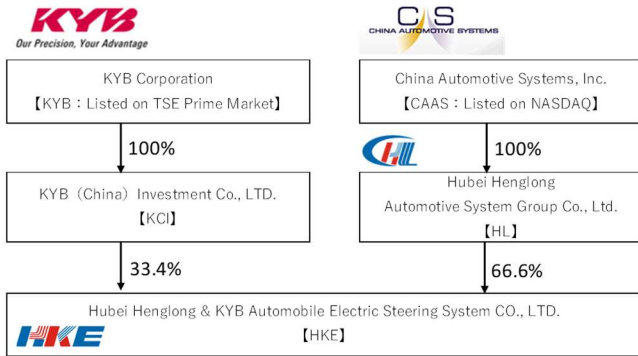 KYB
Our Precision, Your Advantage
CAS
CHINA AUTOMOTIVE SYSTEMS
KYB Corporation
【KYB：Listed on TSE Prime Market】
China Automotive Systems, Inc.
【CAAS：Listed on NASDAQ】
100%
CHL
100%
KYB（China）Investment Co., LTD.
【KCI】
Hubei Henglong
Automotive System Group Co., Ltd.
【HL】
33.4%
66.6%
Hubei Henglong & KYB Automobile Electric Steering System CO., LTD.
【HKE】
HKE